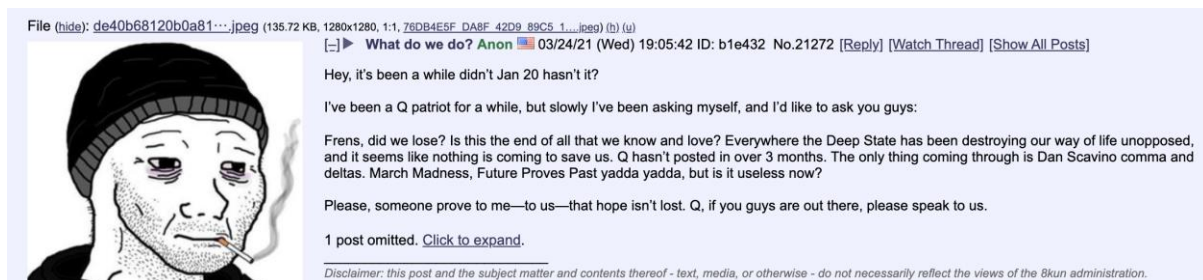 File (hide): de40b68120b0a81⋯.jpeg (135.72 KB, 1280x1280, 1:1, 76DB4E5F_DA8F_42D9_89C5_1….jpeg) (h) (u)
[–]▶ What do we do? Anon 03/24/21 (Wed) 19:05:42 ID: b1e432 No.21272 [Reply] [Watch Thread] [Show All Posts]
Hey, it's been a while didn't Jan 20 hasn't it?
I've been a Q patriot for a while, but slowly I've been asking myself, and I'd like to ask you guys:
Frens, did we lose? Is this the end of all that we know and love? Everywhere the Deep State has been destroying our way of life unopposed,
and it seems like nothing is coming to save us. Q hasn't posted in over 3 months. The only thing coming through is Dan Scavino comma and
deltas. March Madness, Future Proves Past yadda yadda, but is it useless now?
Please, someone prove to me—to us—that hope isn't lost. Q, if you guys are out there, please speak to us.
1 post omitted. Click to expand.
Disclaimer: this post and the subject matter and contents thereof - text, media, or otherwise - do not necessarily reflect the views of the 8kun administration.